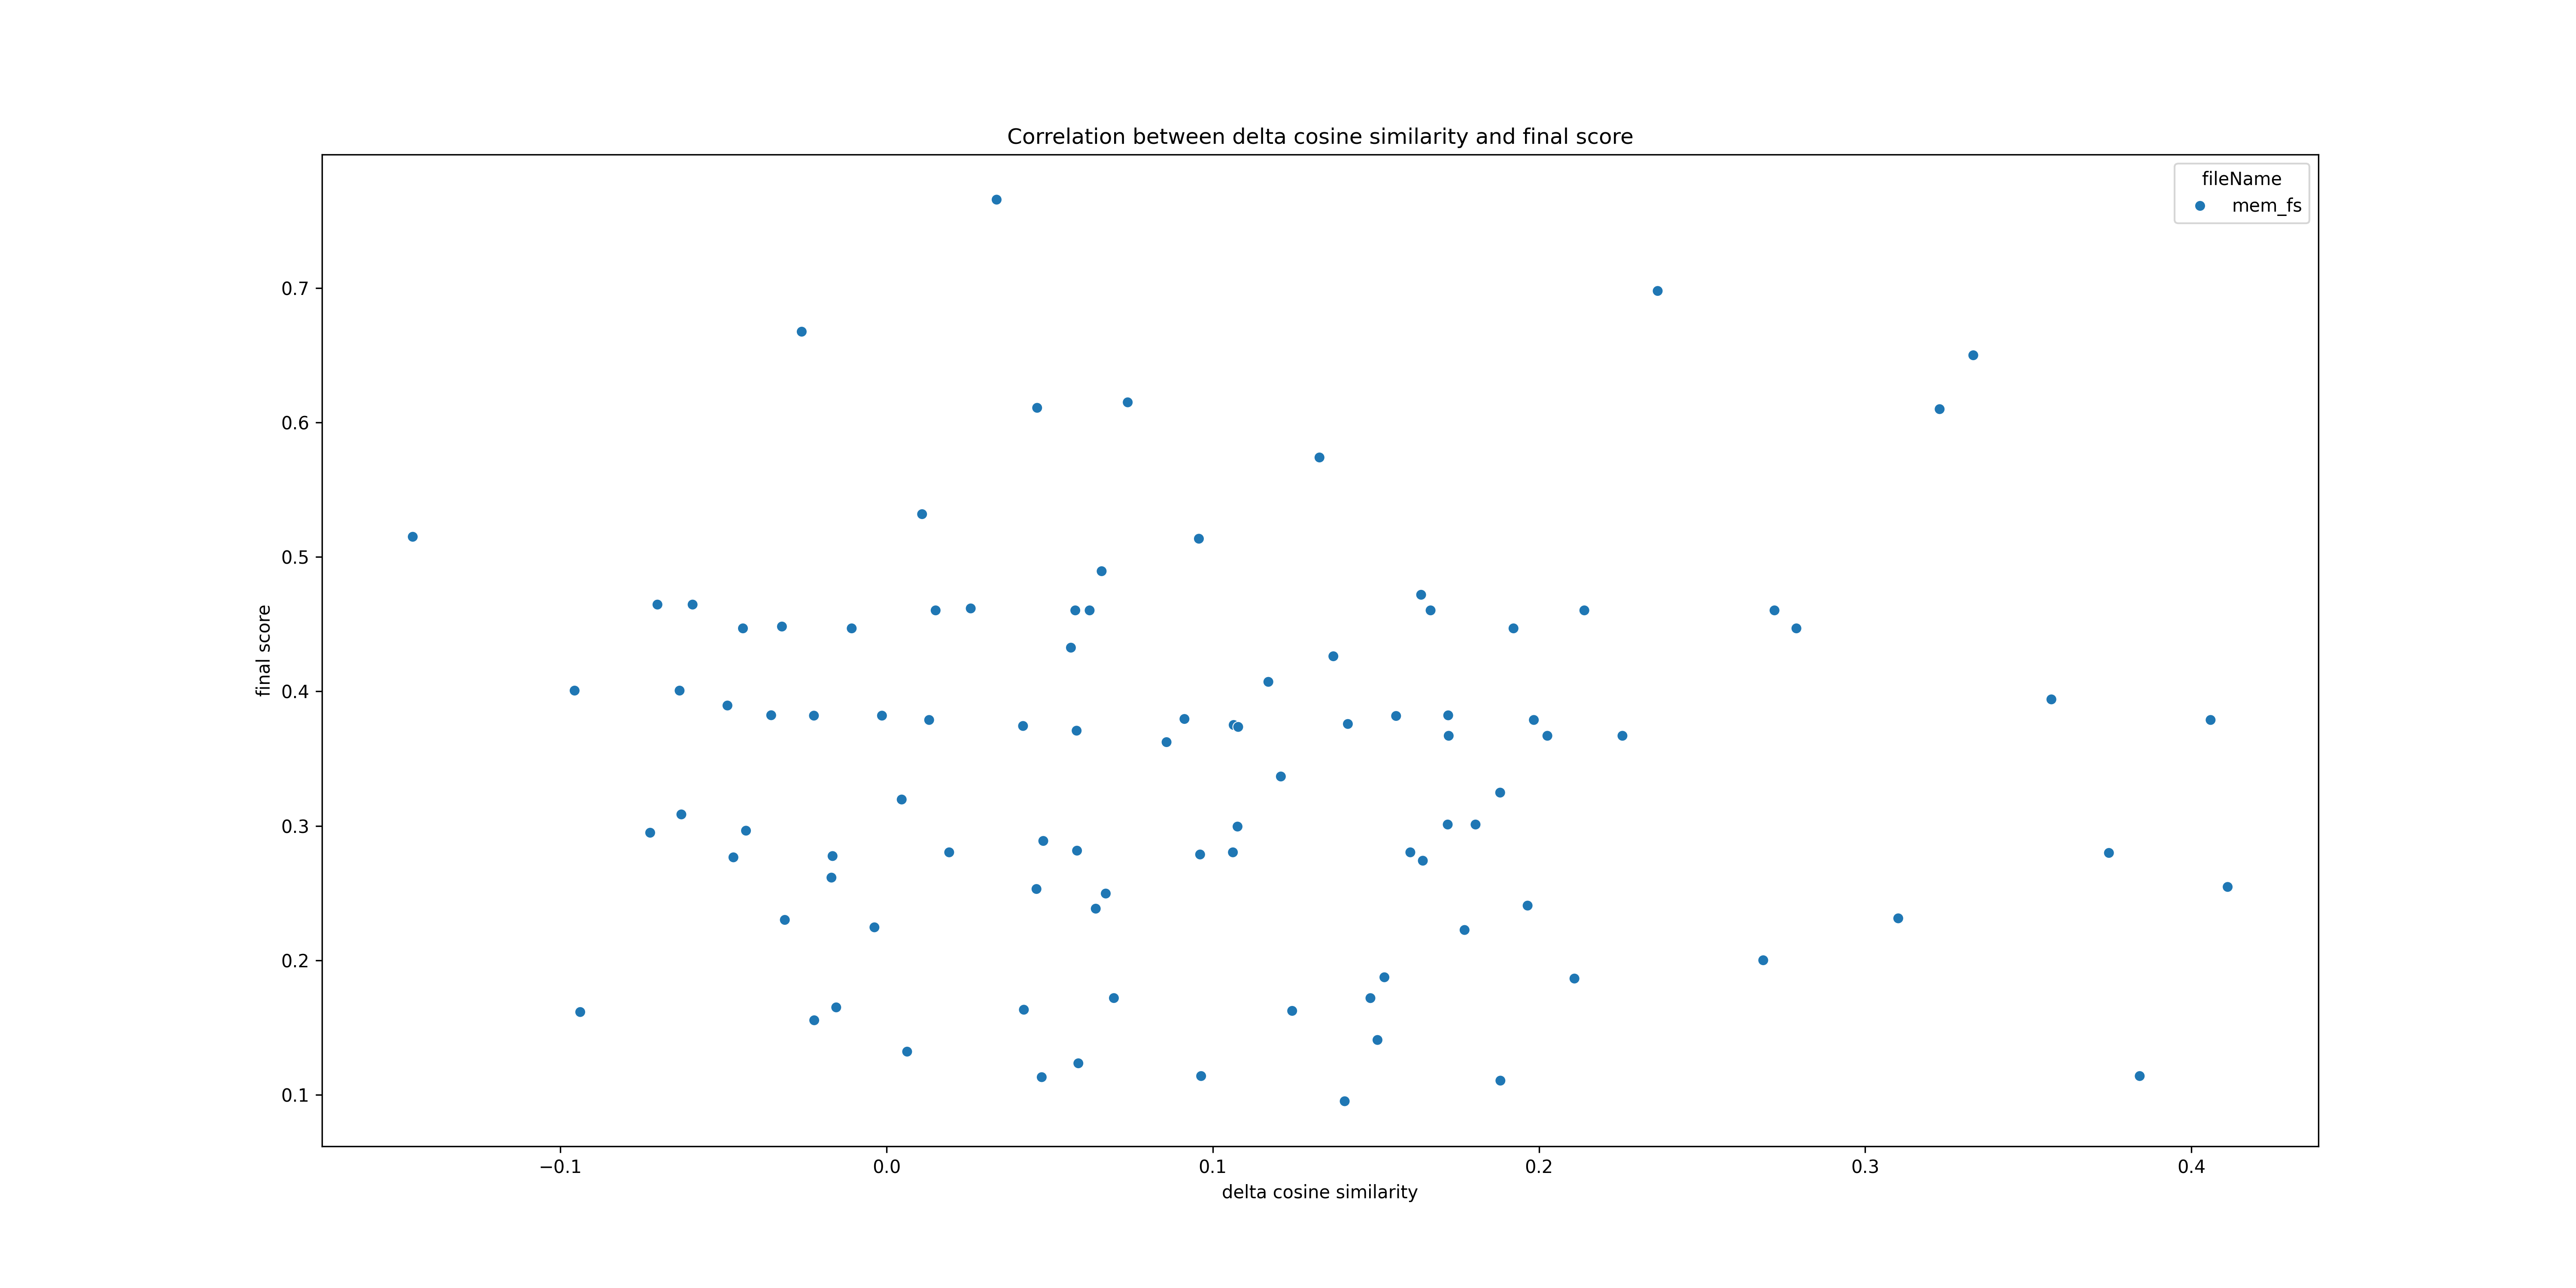 Correlation between delta cosine similarity and final score
fileName
mem_fs
final score
0.7
0.6
0.5
0.4
0.3
0.2
0.1
−0.1 0.0 0.1 0.2 0.3 0.4
delta cosine similarity